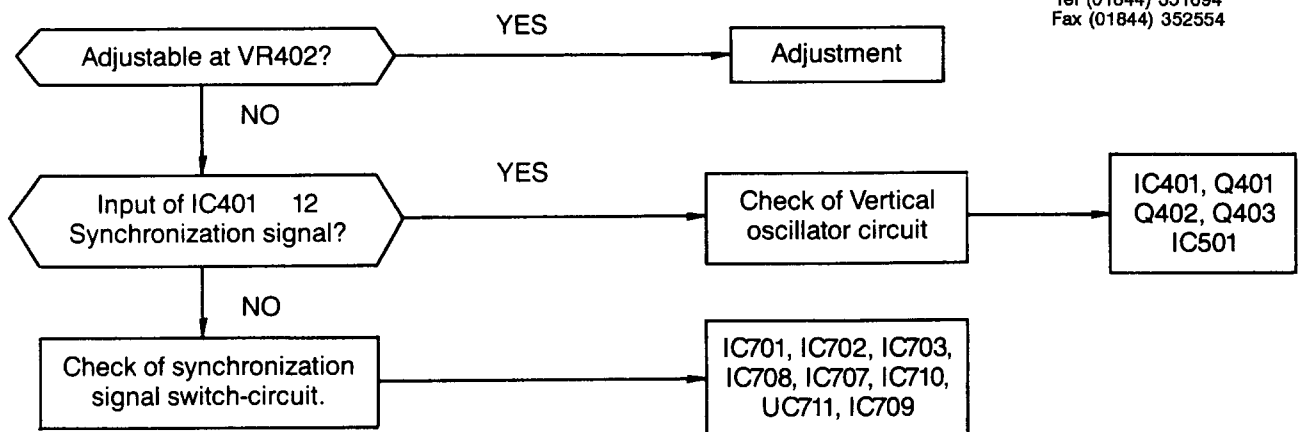 Tel (01844) 351694
Fax (01844) 352554
YES
Adjustable at VR402?
Adjustment
NO
YES
Input of IC401 12
Synchronization signal?
Check of Vertical
oscillator circuit
IC401, Q401
Q402, Q403
IC501
NO
Check of synchronization
signal switch-circuit.
IC701, IC702, IC703,
IC708, IC707, IC710,
UC711, IC709